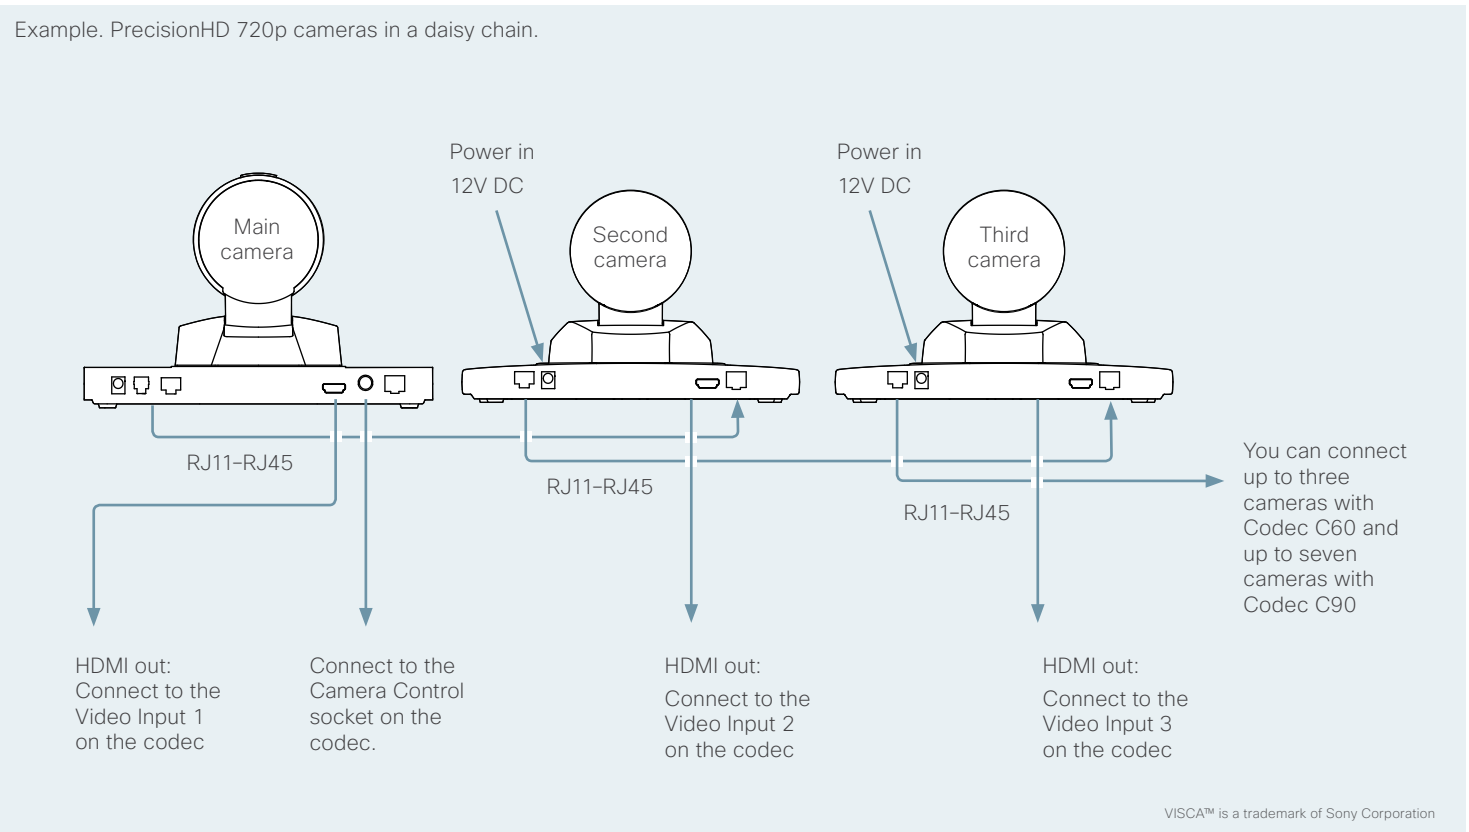 Example. PrecisionHD 720p cameras in a daisy chain.
Power in
12V DC
Power in
12V DC
Main
camera
Second
camera
Third
camera
RJ11–RJ45
RJ11–RJ45
RJ11–RJ45
You can connect
up to three
cameras with
Codec C60 and
up to seven
cameras with
Codec C90
HDMI out:
Connect to the
Video Input 1
on the codec
Connect to the
Camera Control
socket on the
codec.
HDMI out:
Connect to the
Video Input 2
on the codec
HDMI out:
Connect to the
Video Input 3
on the codec
VISCA™ is a trademark of Sony Corporation